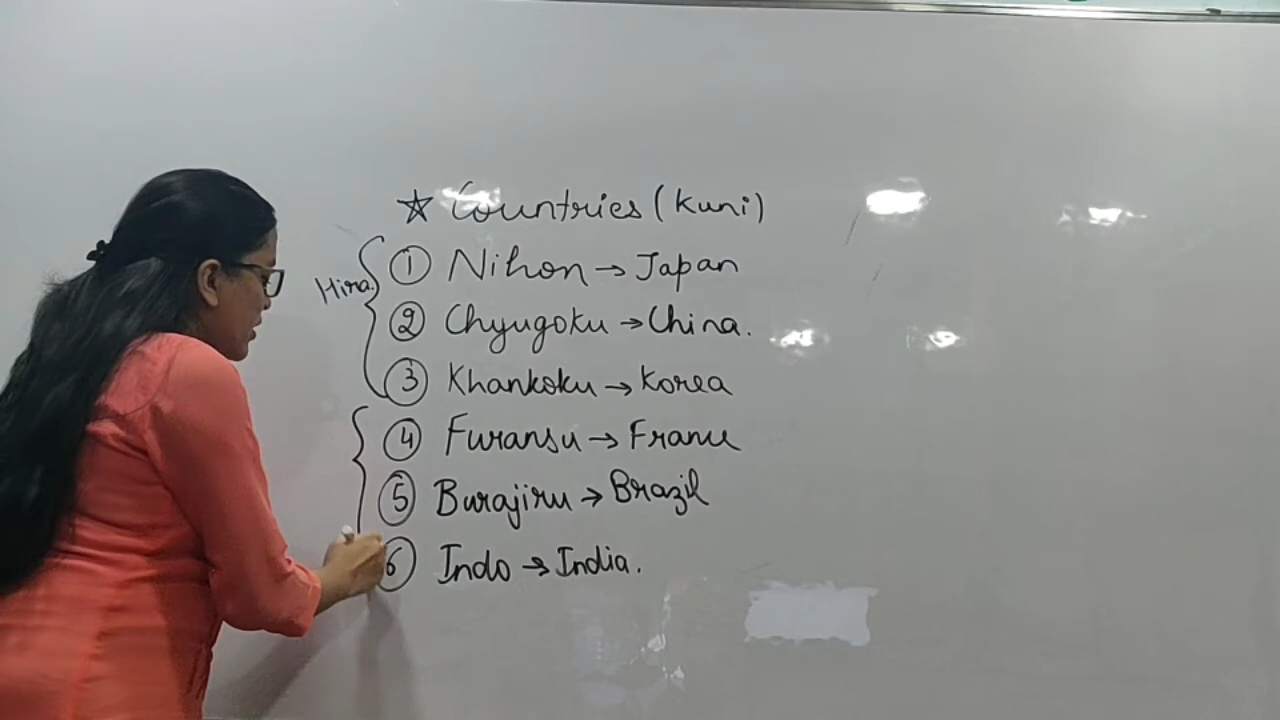 ☆ Countries (Kuni)
Hira
① Nihon → Japan
② Chyugoku → China.
③ Khankoku → Korea
④ Furansu → France
⑤ Burajiru → Brazil
⑥ Indo → India.